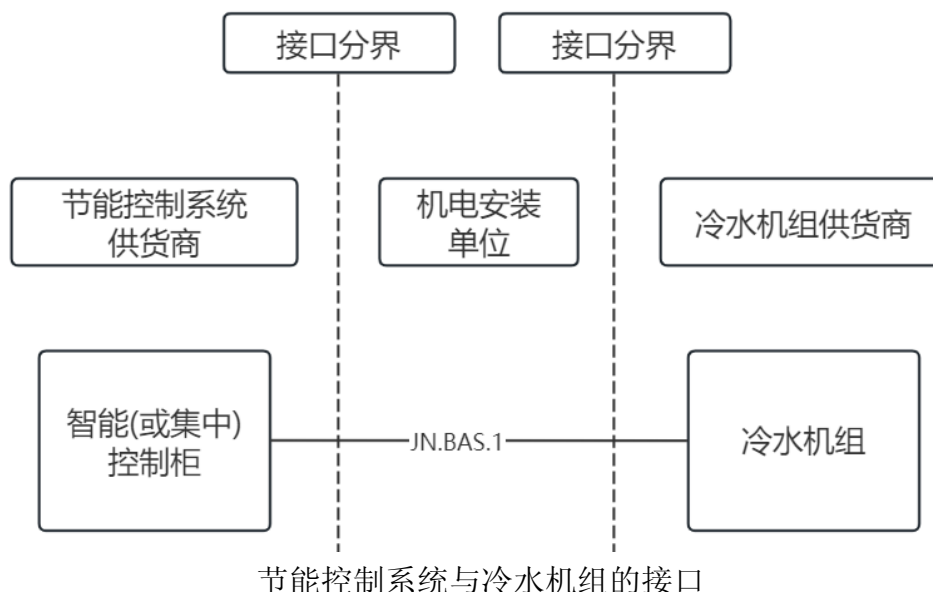 接口分界
接口分界
节能控制系统
供货商
机电安装
单位
冷水机组供货商
智能(或集中)
控制柜
JN.BAS.1
冷水机组
节能控制系统与冷水机组的接口